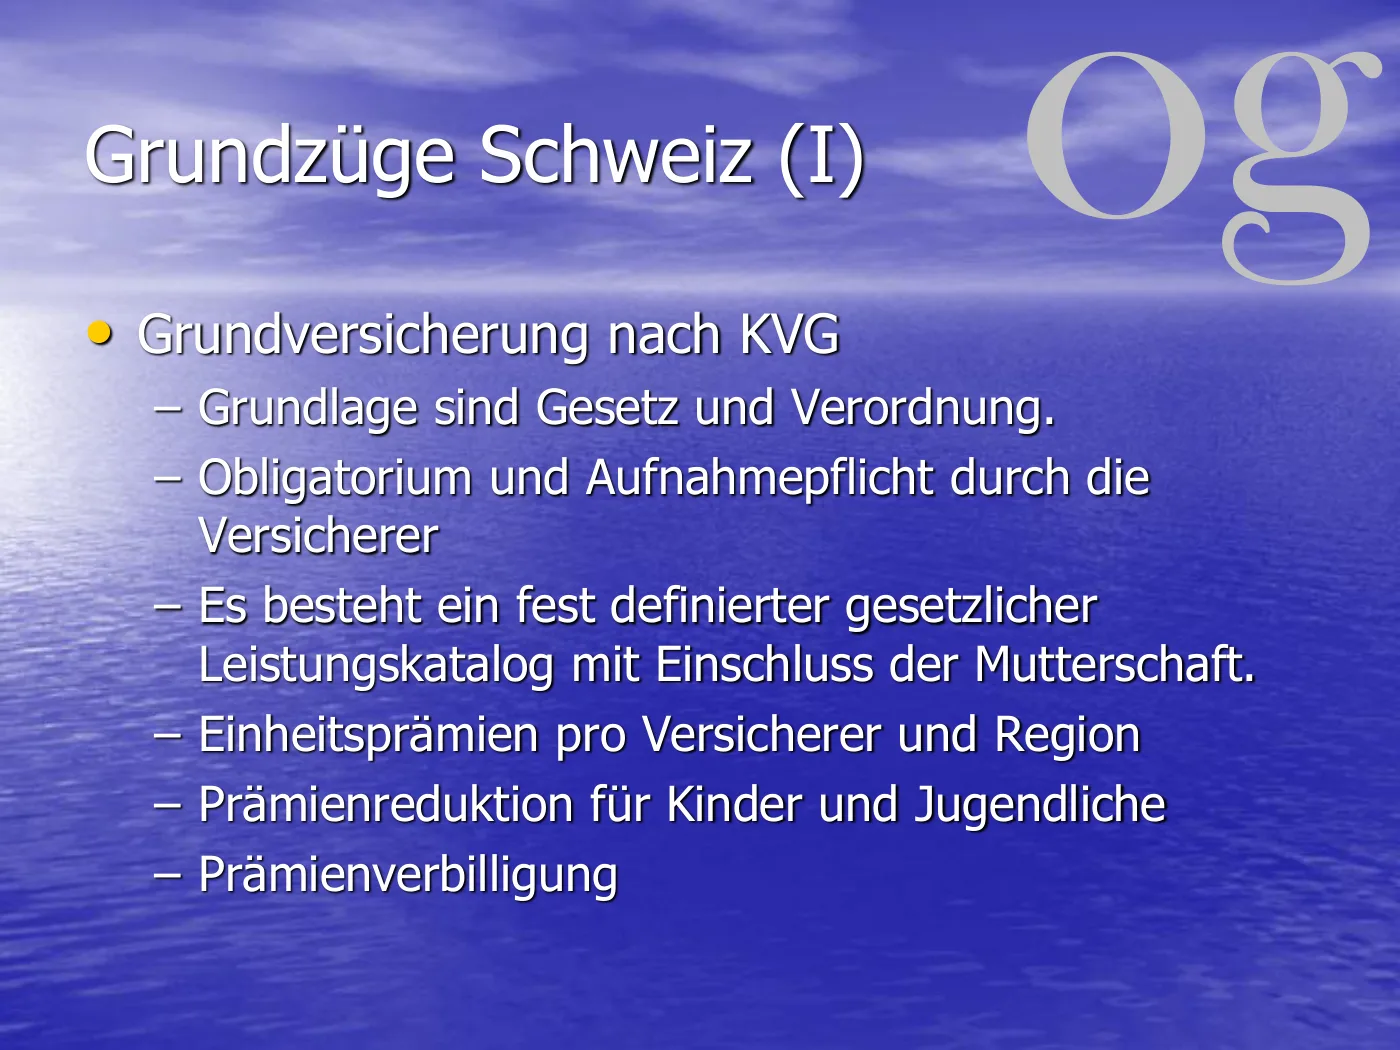 og
Grundzüge Schweiz (I)
• Grundversicherung nach KVG
– Grundlage sind Gesetz und Verordnung.
– Obligatorium und Aufnahmepflicht durch die
Versicherer
– Es besteht ein fest definierter gesetzlicher
Leistungskatalog mit Einschluss der Mutterschaft.
– Einheitsprämien pro Versicherer und Region
– Prämienreduktion für Kinder und Jugendliche
– Prämienverbilligung